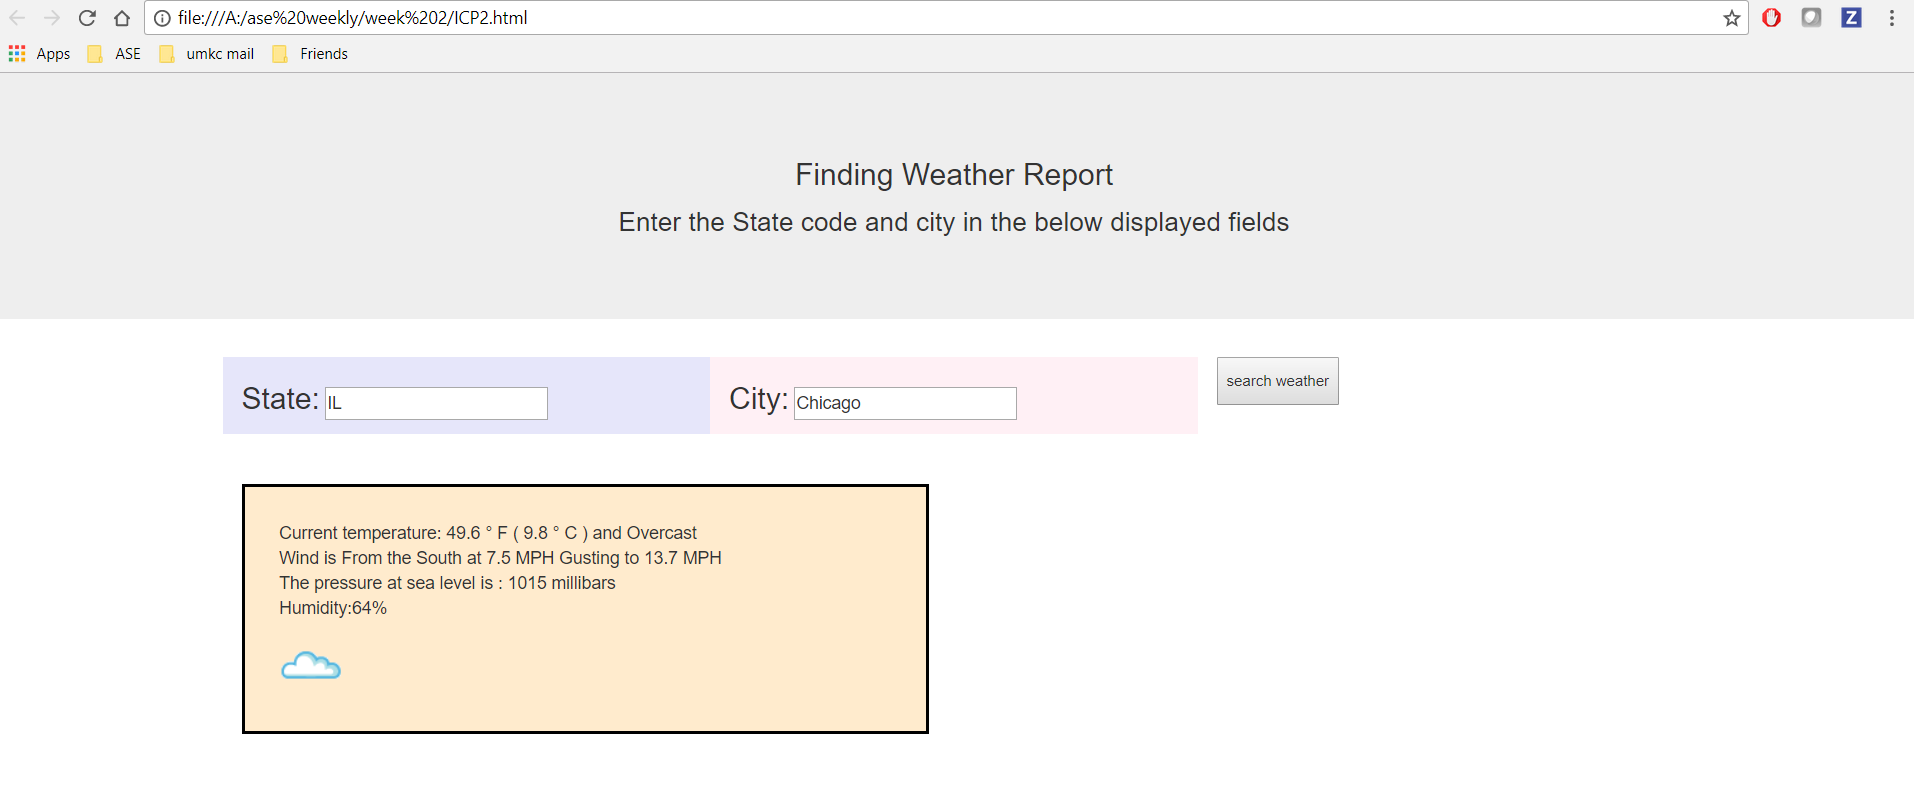 file:///A:/ase%20weekly/week%202/ICP2.html
Z
Apps ASE umkc mail Friends
Finding Weather Report
Enter the State code and city in the below displayed fields
State: IL City: Chicago search weather
Current temperature: 49.6 ° F ( 9.8 ° C ) and Overcast
Wind is From the South at 7.5 MPH Gusting to 13.7 MPH
The pressure at sea level is : 1015 millibars
Humidity:64%